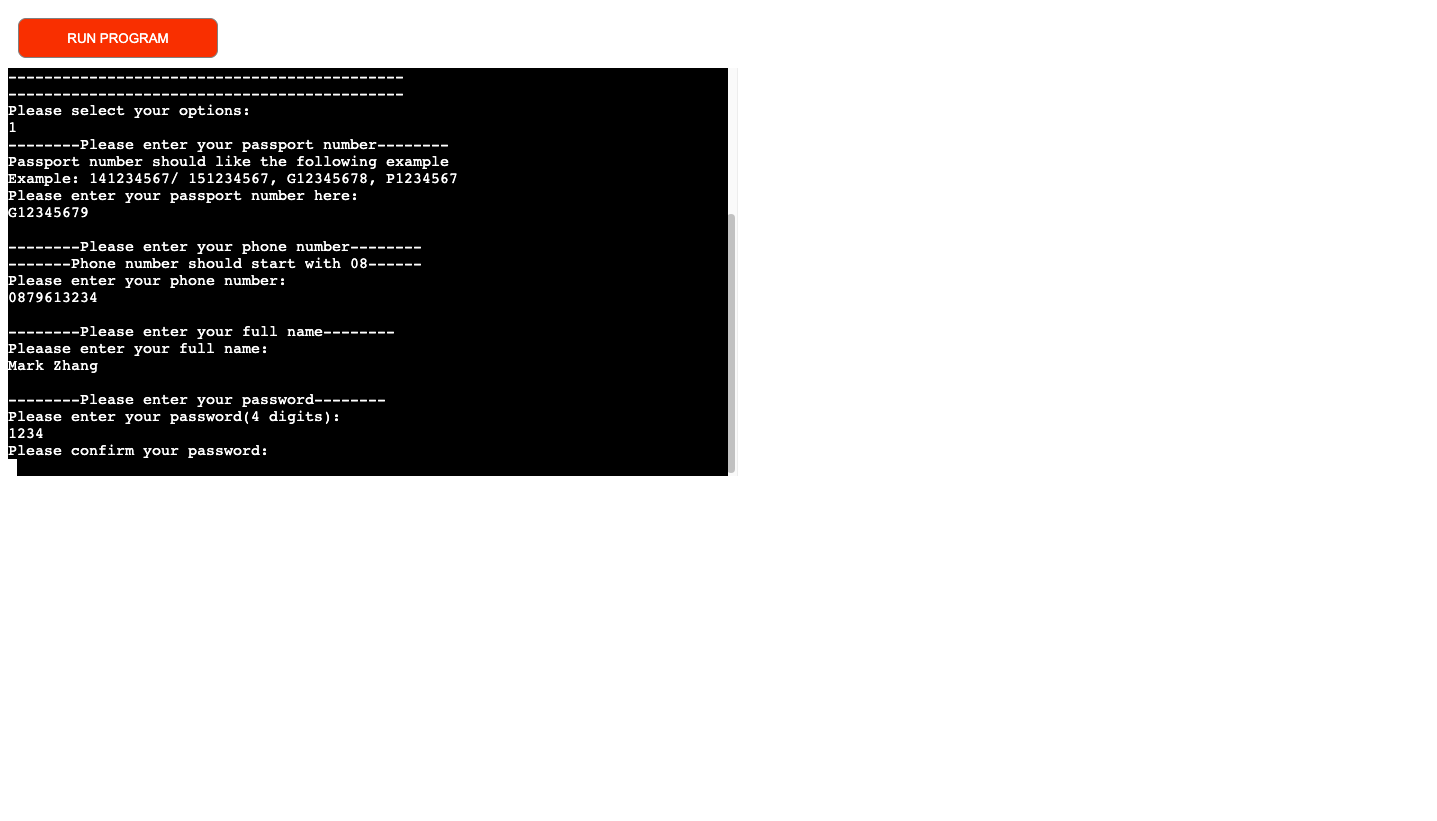 RUN PROGRAM
--------------------------------------------
--------------------------------------------
Please select your options:
1
--------Please enter your passport number--------
Passport number should like the following example
Example: 141234567/ 151234567, G12345678, P1234567
Please enter your passport number here:
G12345679
--------Please enter your phone number--------
-------Phone number should start with 08------
Please enter your phone number:
0879613234
--------Please enter your full name--------
Pleaase enter your full name:
Mark Zhang
--------Please enter your password--------
Please enter your password(4 digits):
1234
Please confirm your password: